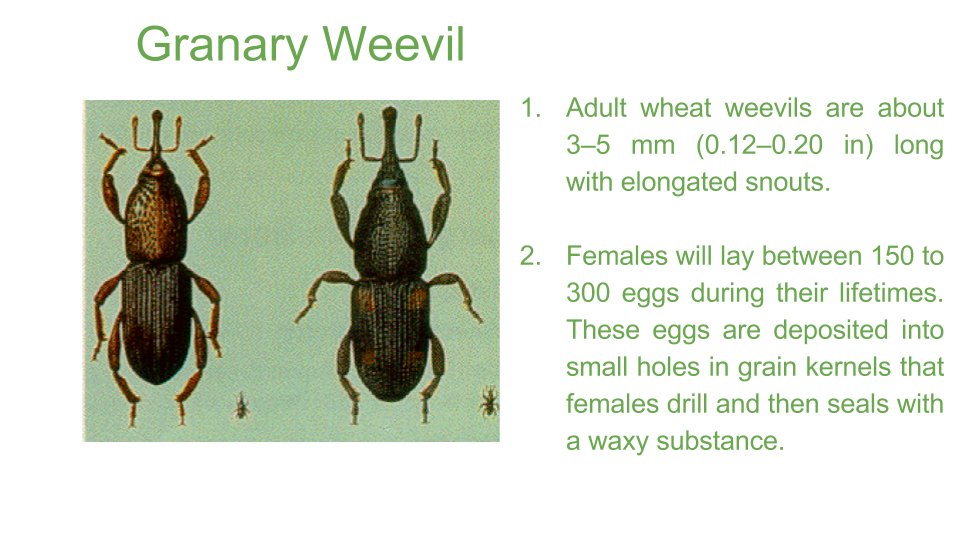 Granary Weevil
1. Adult wheat weevils are about
3–5 mm (0.12–0.20 in) long
with elongated snouts.
2. Females will lay between 150 to
300 eggs during their lifetimes.
These eggs are deposited into
small holes in grain kernels that
females drill and then seals with
a waxy substance.